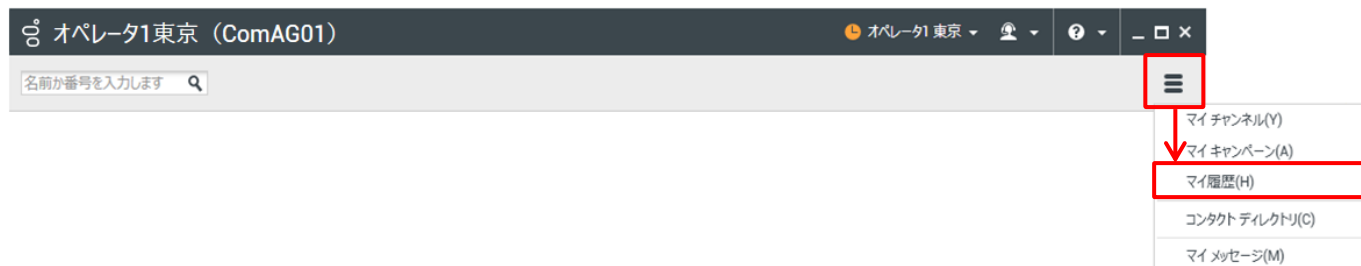 オペレータ1東京（ComAG01）
オペレータ1 東京
名前か番号を入力します
マイ チャンネル(Y)
マイ キャンペーン(A)
マイ履歴(H)
コンタクト ディレクトリ(C)
マイ メッセージ(M)